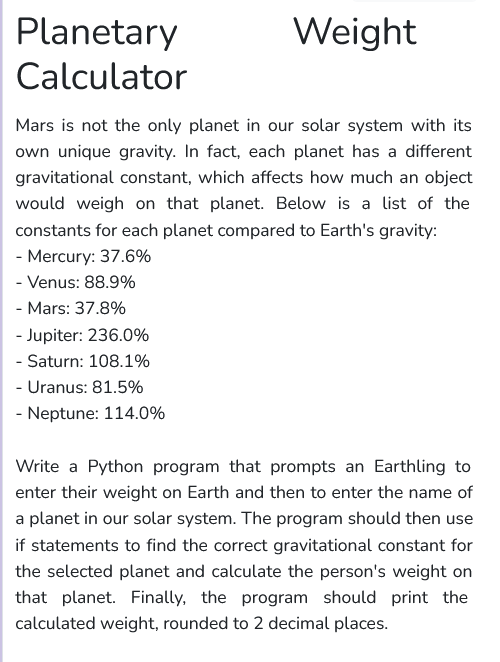 Planetary Weight
Calculator
Mars is not the only planet in our solar system with its
own unique gravity. In fact, each planet has a different
gravitational constant, which affects how much an object
would weigh on that planet. Below is a list of the
constants for each planet compared to Earth's gravity:
- Mercury: 37.6%
- Venus: 88.9%
- Mars: 37.8%
- Jupiter: 236.0%
- Saturn: 108.1%
- Uranus: 81.5%
- Neptune: 114.0%
Write a Python program that prompts an Earthling to
enter their weight on Earth and then to enter the name of
a planet in our solar system. The program should then use
if statements to find the correct gravitational constant for
the selected planet and calculate the person's weight on
that planet. Finally, the program should print the
calculated weight, rounded to 2 decimal places.